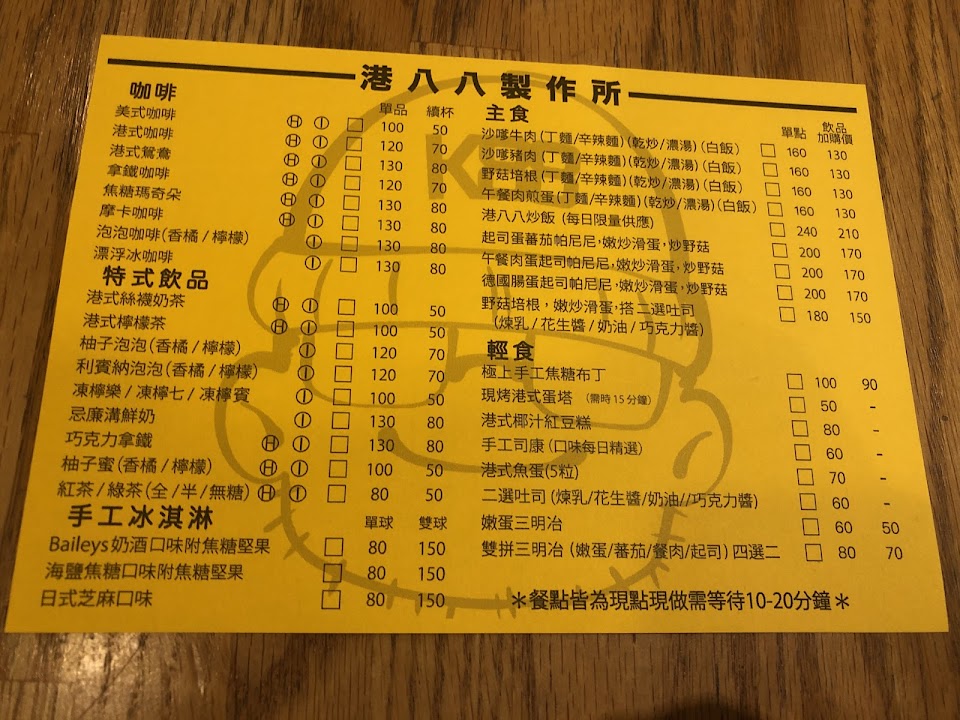 港八八製作所
咖啡 單品 續杯
美式咖啡 Ⓗ Ⓘ □ 100 50
港式咖啡 Ⓗ Ⓘ □ 120 70
港式鴛鴦 Ⓗ Ⓘ □ 130 80
拿鐵咖啡 Ⓗ Ⓘ □ 120 70
焦糖瑪奇朵 Ⓗ Ⓘ □ 130 80
摩卡咖啡 Ⓗ Ⓘ □ 130 80
泡泡咖啡(香橘/檸檬) Ⓘ □ 130 80
漂浮冰咖啡 Ⓘ □ 130 80
特式飲品
港式絲襪奶茶 Ⓗ Ⓘ □ 100 50
港式檸檬茶 Ⓗ Ⓘ □ 100 50
柚子泡泡(香橘/檸檬) Ⓘ □ 120 70
利賓納泡泡(香橘/檸檬) Ⓘ □ 120 70
凍檸樂/凍檸七/凍檸賓 Ⓘ □ 100 50
忌廉溝鮮奶 Ⓘ □ 130 80
巧克力拿鐵 Ⓗ Ⓘ □ 130 80
柚子蜜(香橘/檸檬) Ⓗ Ⓘ □ 100 50
紅茶/綠茶(全/半/無糖) Ⓗ Ⓘ □ 80 50
手工冰淇淋 單球 雙球
Baileys奶酒口味附焦糖堅果 □ 80 150
海鹽焦糖口味附焦糖堅果 □ 80 150
日式芝麻口味 □ 80 150
主食 單點 飲品加購價
沙嗲牛肉(丁麵/辛辣麵)(乾炒/濃湯)(白飯) □ 160 130
沙嗲豬肉(丁麵/辛辣麵)(乾炒/濃湯)(白飯) □ 160 130
野菇培根(丁麵/辛辣麵)(乾炒/濃湯)(白飯) □ 160 130
午餐肉煎蛋(丁麵/辛辣麵)(乾炒/濃湯)(白飯) □ 160 130
港八八炒飯(每日限量供應) □ 240 210
起司蛋蕃茄帕尼尼,嫩炒滑蛋,炒野菇 □ 200 170
午餐肉蛋起司帕尼尼,嫩炒滑蛋,炒野菇 □ 200 170
德國腸蛋起司帕尼尼,嫩炒滑蛋,炒野菇 □ 200 170
野菇培根,嫩炒滑蛋,搭二選吐司 □ 180 150
(煉乳/花生醬/奶油/巧克力醬)
輕食
極上手工焦糖布丁 □ 100 90
現烤港式蛋塔 (需時15分鐘) □ 50 -
港式椰汁紅豆糕 □ 80 -
手工司康(口味每日精選) □ 60 -
港式魚蛋(5粒) □ 70 -
二選吐司(煉乳/花生醬/奶油//巧克力醬) □ 60 -
嫩蛋三明冶 □ 60 50
雙拼三明冶(嫩蛋/蕃茄/餐肉/起司)四選二 □ 80 70
*餐點皆為現點現做需等待10-20分鐘*